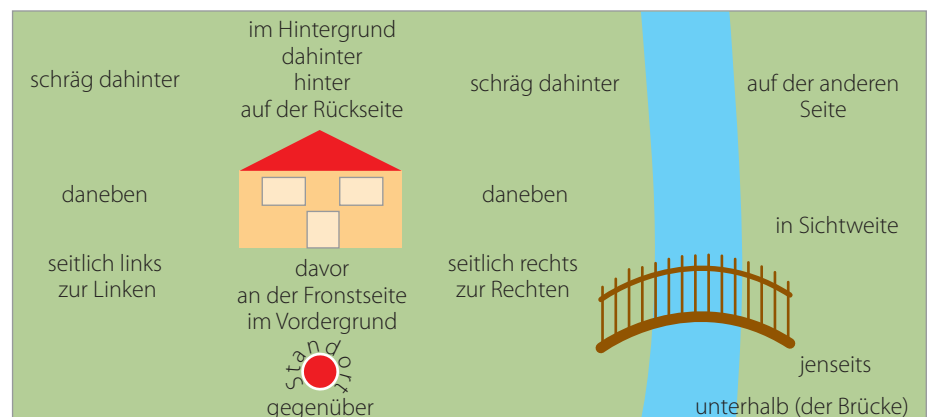 im Hintergrund
dahinter
hinter
auf der Rückseite
schräg dahinter
schräg dahinter
auf der anderen
Seite
daneben
daneben
in Sichtweite
seitlich links
zur Linken
davor
an der Fronstseite
im Vordergrund
seitlich rechts
zur Rechten
Standort
gegenüber
jenseits
unterhalb (der Brücke)